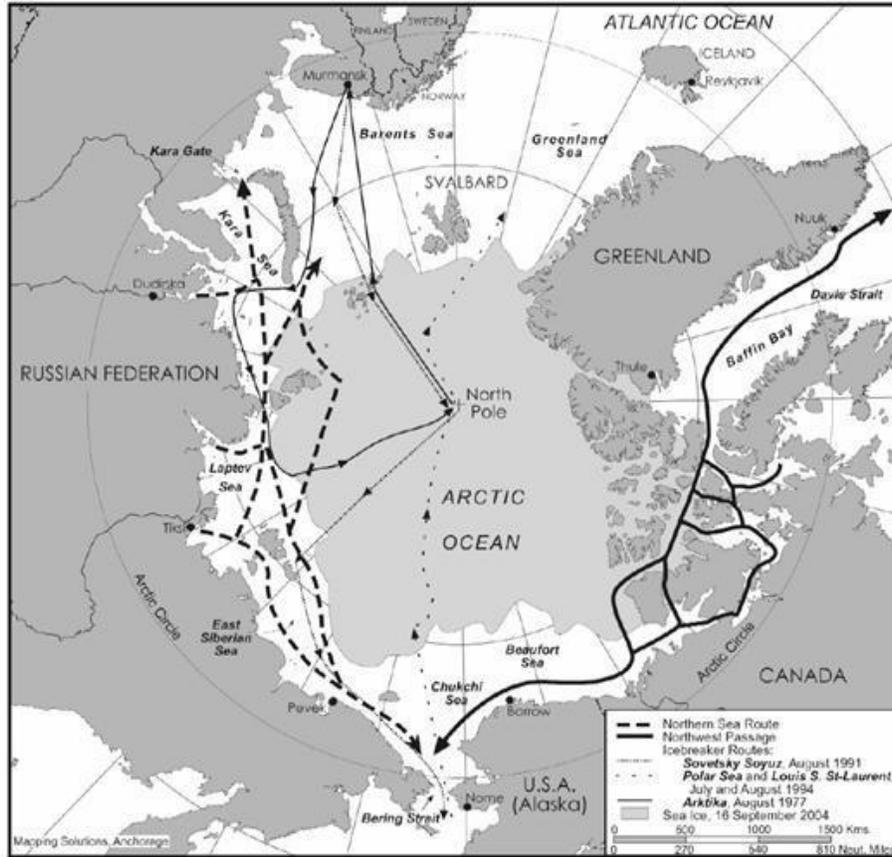 ATLANTIC OCEAN
SWEDEN
FINLAND
NORWAY
ICELAND
Reykjavik
Murmansk
Barents Sea
Greenland
Sea
Kara Gate
SVALBARD
Kara
Sea
Nuuk
GREENLAND
Dudinka
Davis Strait
Baffin Bay
RUSSIAN FEDERATION
Thule
North
Pole
Laptev
Sea
ARCTIC
OCEAN
Tiksi
Arctic Circle
East
Siberian
Sea
Beaufort
Sea
Arctic Circle
CANADA
Chukchi
Sea
Pevek
Barrow
U.S.A.
(Alaska)
Nome
Bering Strait
Northern Sea Route
Northwest Passage
Icebreaker Routes:
Sovetsky Soyuz, August 1991
Polar Sea and Louis S. St-Laurent,
July and August 1994
Arktika, August 1977
Sea Ice, 16 September 2004
0 500 1000 1500 Kms.
0 270 540 810 Naut. Miles
Mapping Solutions, Anchorage